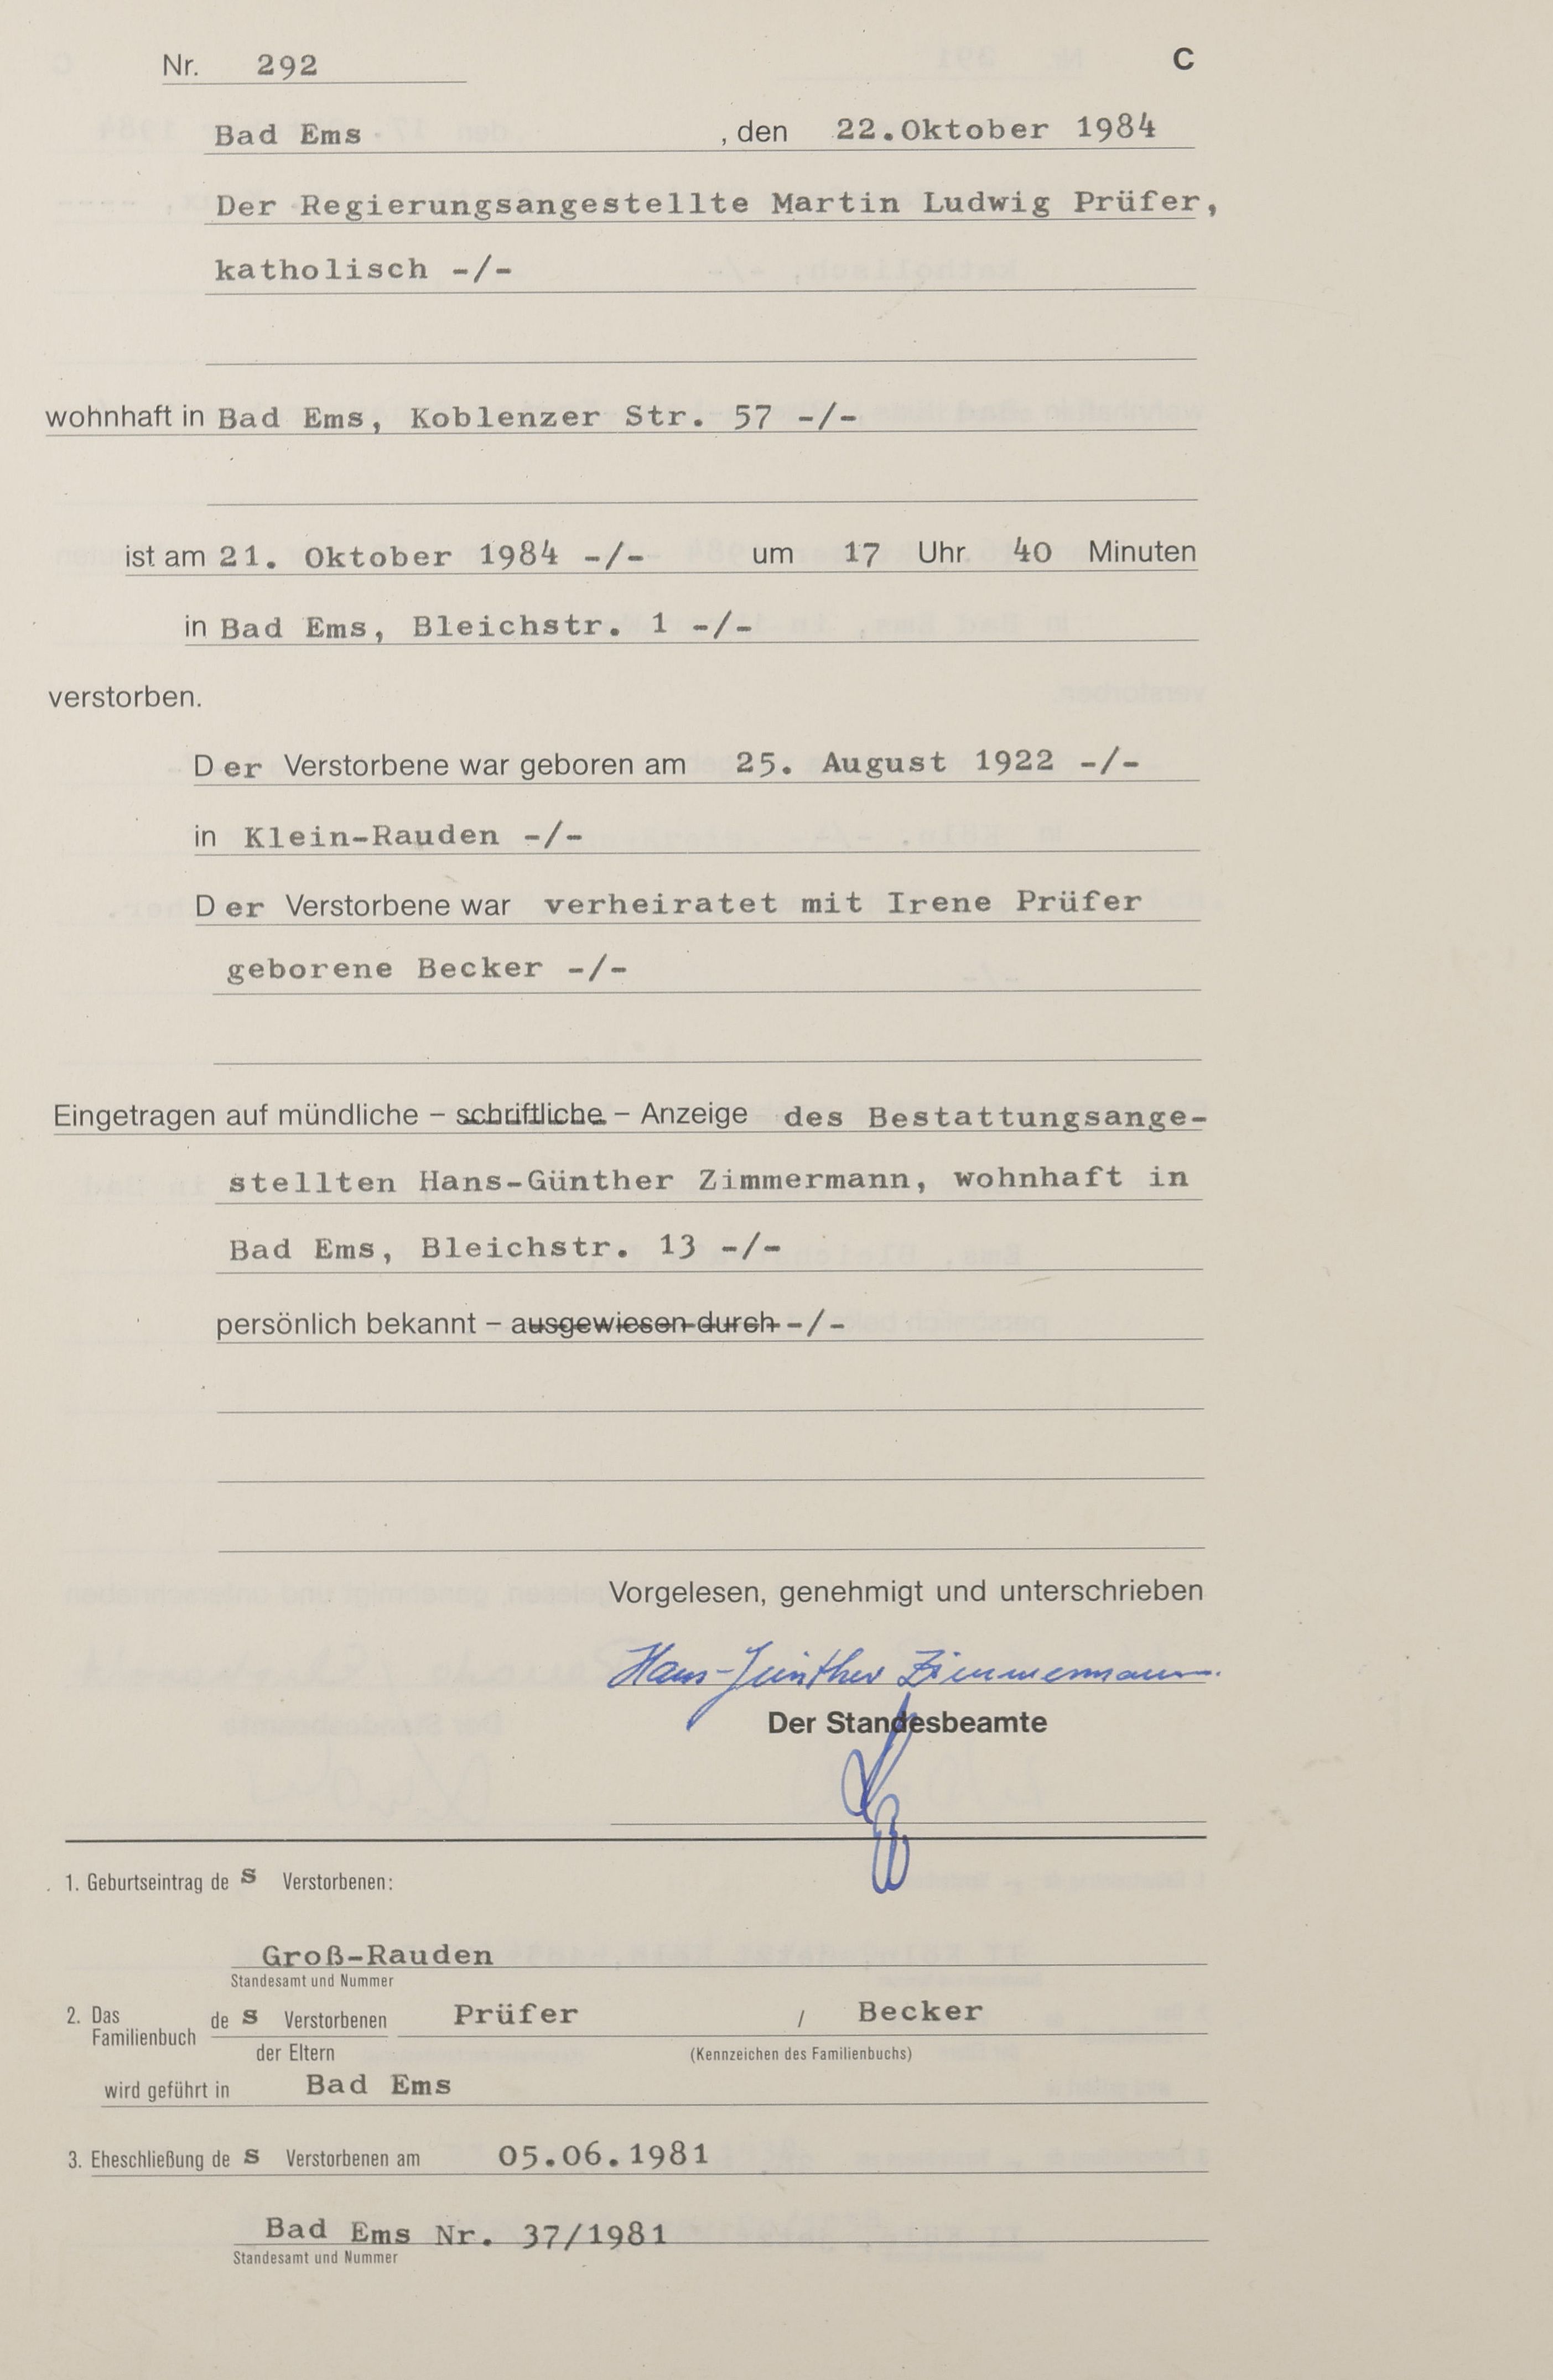 Nr. 292 C
Bad Ems , den 22.Oktober 1984
Der Regierungsangestellte Martin Ludwig Prüfer,
katholisch -/-
wohnhaft in Bad Ems, Koblenzer Str. 57 -/-
ist am 21. Oktober 1984 -/- um 17 Uhr 40 Minuten
in Bad Ems, Bleichstr. 1 -/-
verstorben.
Der Verstorbene war geboren am 25. August 1922 -/-
in Klein-Rauden -/-
Der Verstorbene war verheiratet mit Irene Prüfer
geborene Becker -/-
Eingetragen auf mündliche – schriftliche – Anzeige des Bestattungsange-
stellten Hans-Günther Zimmermann, wohnhaft in
Bad Ems, Bleichstr. 13 -/-
persönlich bekannt – ausgewiesen durch -/-
Vorgelesen, genehmigt und unterschrieben
Hans-Günther Zimmermann.
Der Standesbeamte
1. Geburtseintrag des Verstorbenen:
Groß-Rauden
Standesamt und Nummer
2. Das Familienbuch des Verstorbenen Prüfer / Becker
der Eltern (Kennzeichen des Familienbuchs)
wird geführt in Bad Ems
3. Eheschließung des Verstorbenen am 05.06.1981
Bad Ems Nr. 37/1981
Standesamt und Nummer